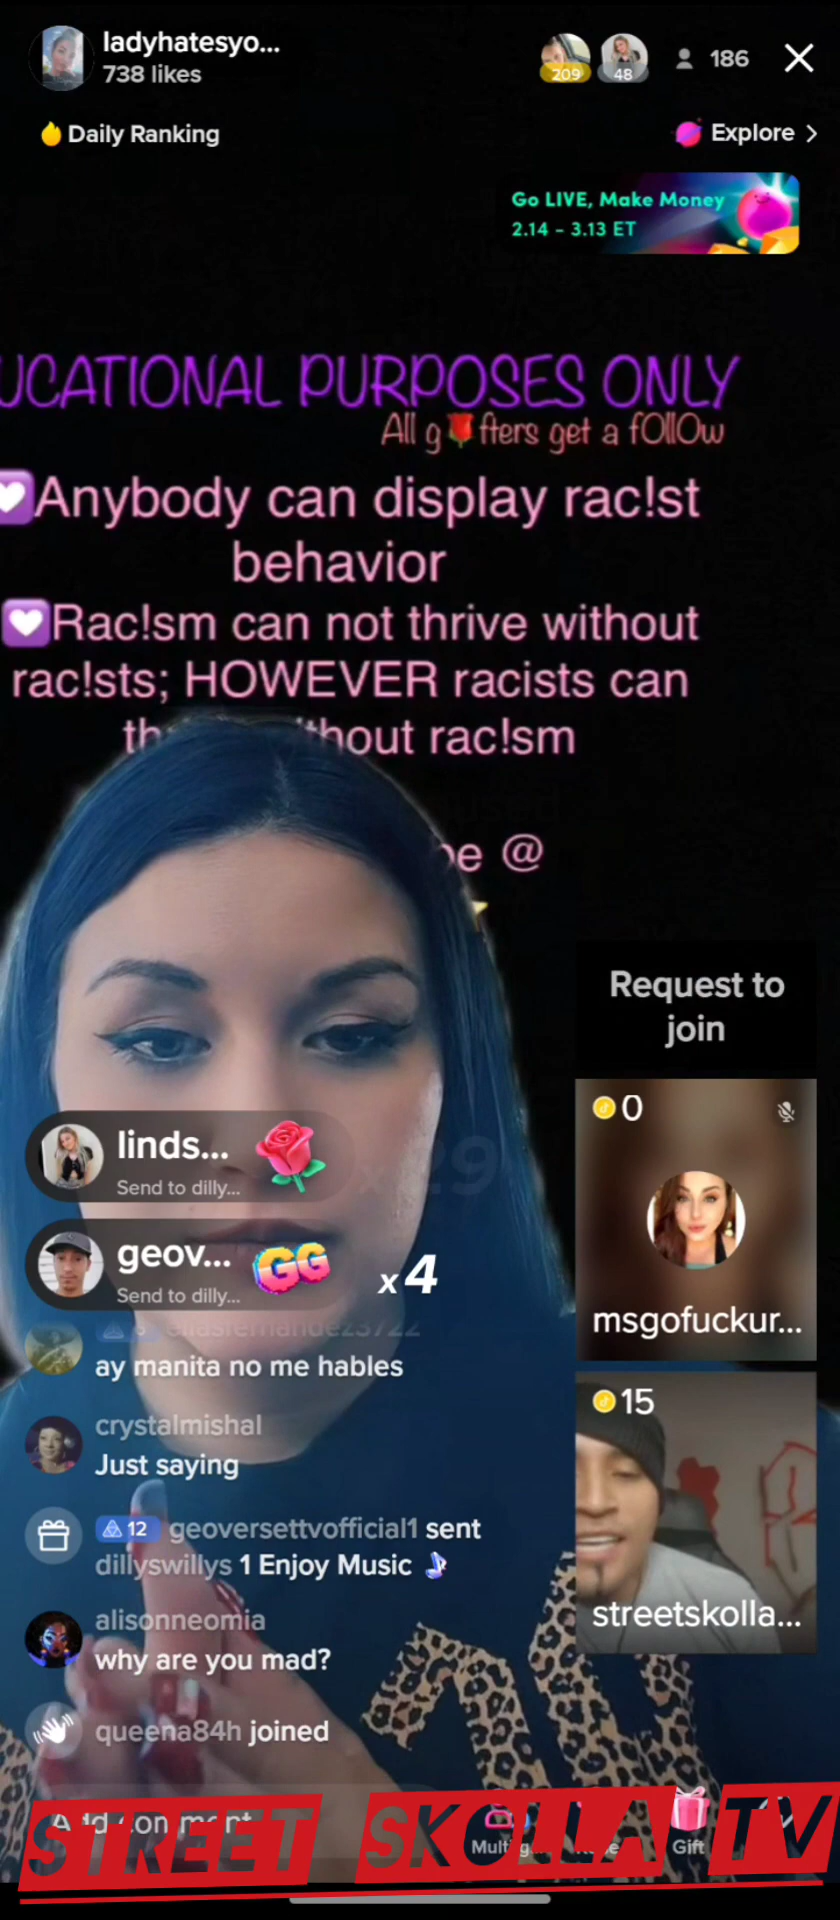 ladyhatesyo...
738 likes
209
48
186
Daily Ranking
Explore >
Go LIVE, Make Money
2.14 - 3.13 ET
UCATIONAL PURPOSES ONLY
All g🌹fters get a fOllOw
💜Anybody can display rac!st
behavior
💜Rac!sm can not thrive without
rac!sts; HOWEVER racists can
thout rac!sm
@
Request to
join
0
msgofuckur...
15
streetskolla...
linds...
Send to dilly...
x29
geov...
Send to dilly...
GG
x4
ay manita no me hables
crystalmishal
Just saying
12 geoversettvofficial1 sent
dillyswillys 1 Enjoy Music
alisonneomia
why are you mad?
queena84h joined
Add comment
Gift
STREET SKOLLA TV